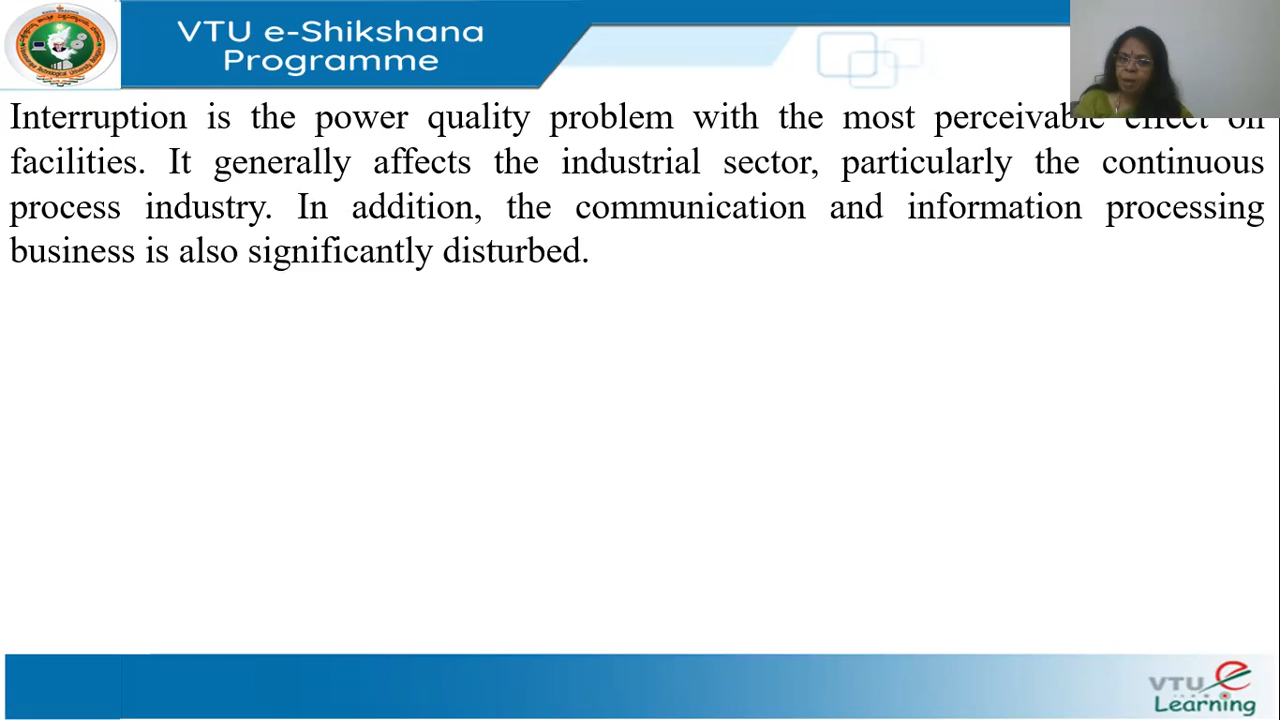 VTU e-Shikshana
Programme
Interruption is the power quality problem with the most perceivable effect on
facilities. It generally affects the industrial sector, particularly the continuous
process industry. In addition, the communication and information processing
business is also significantly disturbed.
VTU e
Learning